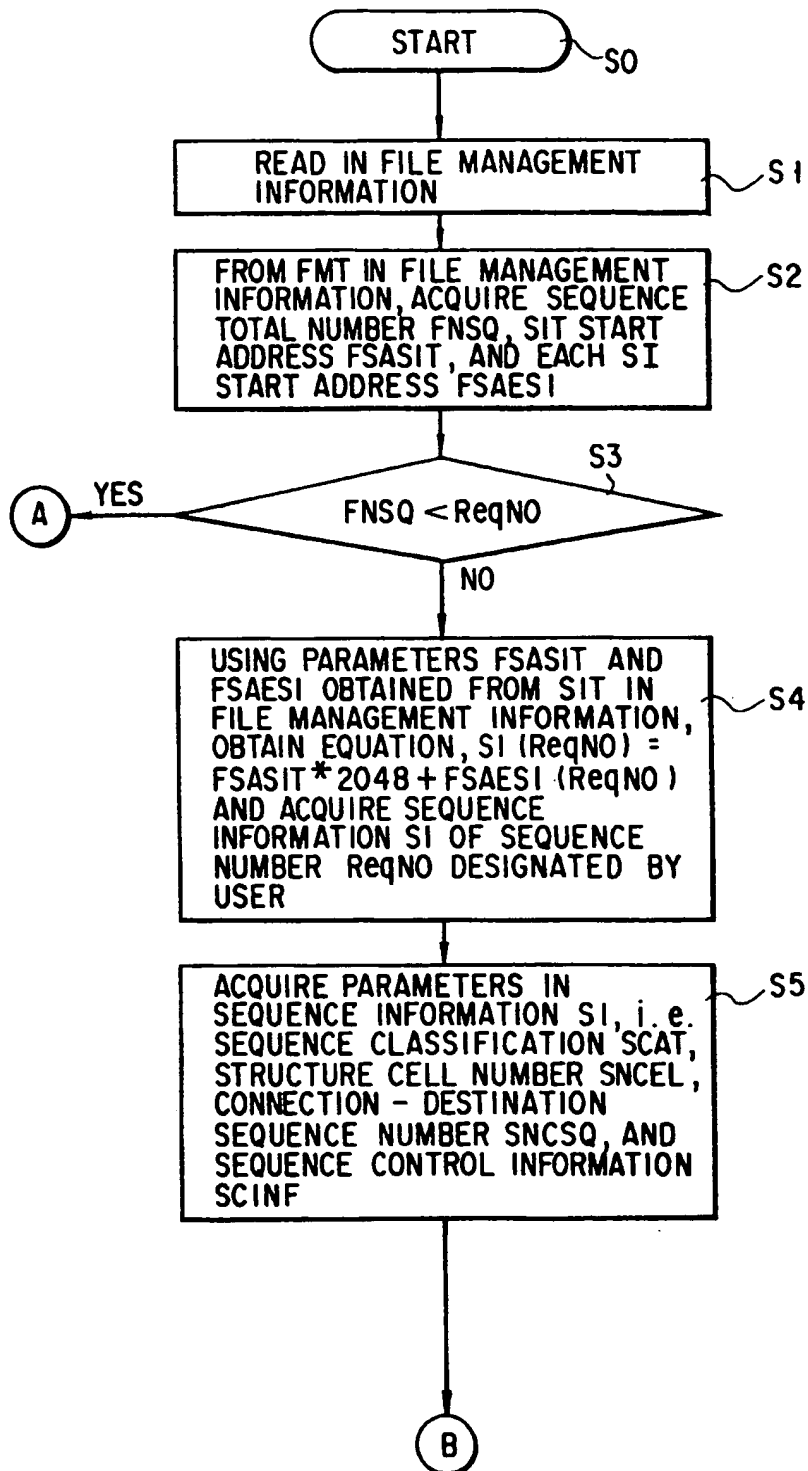 START
S0
READ IN FILE MANAGEMENT
INFORMATION
S1
FROM FMT IN FILE MANAGEMENT
INFORMATION, ACQUIRE SEQUENCE
TOTAL NUMBER FNSQ, SIT START
ADDRESS FSASIT, AND EACH SI
START ADDRESS FSAESI
S2
S3
FNSQ < ReqNO
YES
A
NO
USING PARAMETERS FSASIT AND
FSAESI OBTAINED FROM SIT IN
FILE MANAGEMENT INFORMATION,
OBTAIN EQUATION, SI (ReqNO) =
FSASIT * 2048 + FSAESI (ReqNO)
AND ACQUIRE SEQUENCE
INFORMATION SI OF SEQUENCE
NUMBER ReqNO DESIGNATED BY
USER
S4
ACQUIRE PARAMETERS IN
SEQUENCE INFORMATION SI, i.e.
SEQUENCE CLASSIFICATION SCAT,
STRUCTURE CELL NUMBER SNCEL,
CONNECTION - DESTINATION
SEQUENCE NUMBER SNCSQ, AND
SEQUENCE CONTROL INFORMATION
SCINF
S5
B